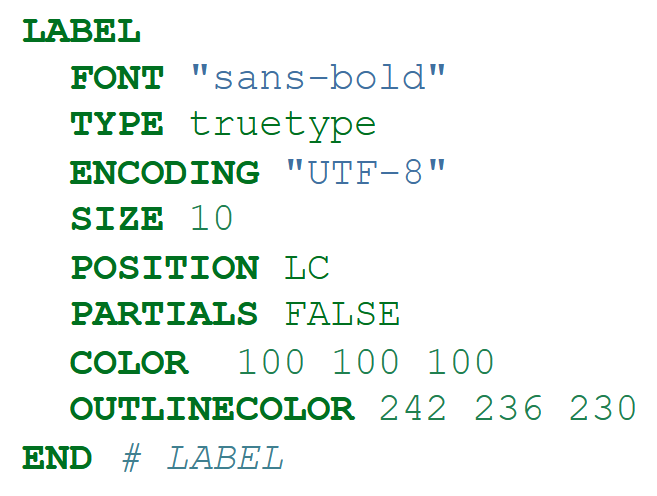 LABEL
FONT "sans-bold"
TYPE truetype
ENCODING "UTF-8"
SIZE 10
POSITION LC
PARTIALS FALSE
COLOR  100 100 100
OUTLINECOLOR 242 236 230
END # LABEL